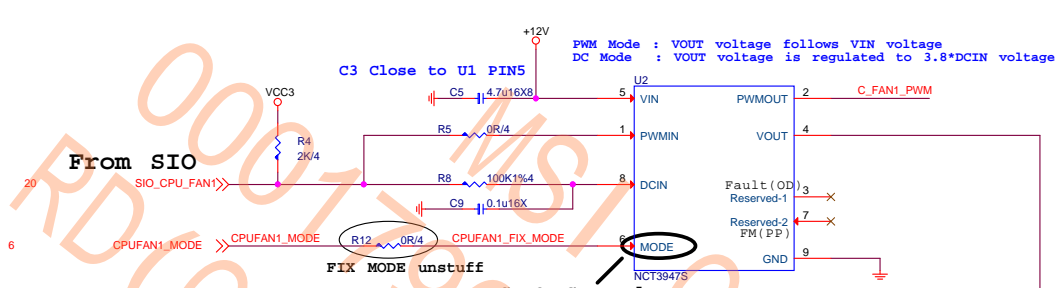 +12V
PWM Mode : VOUT voltage follows VIN voltage
DC Mode : VOUT voltage is regulated to 3.8*DCIN voltage
C3 Close to U1 PIN5
U2
VCC3
C5 4.7u16X8 5 VIN PWMOUT 2 C_FAN1_PWM
R5 0R/4 1 PWMIN VOUT 4
R4
2K/4
From SIO
20 SIO_CPU_FAN1 R8 100K1%4 8 DCIN Fault(OD) 3
Reserved-1
C9 0.1u16X
Reserved-2 7
FM(PP)
6 CPUFAN1_MODE CPUFAN1_MODE R12 0R/4 CPUFAN1_FIX_MODE 6 MODE
GND 9
FIX MODE unstuff
NCT3947S
MSI